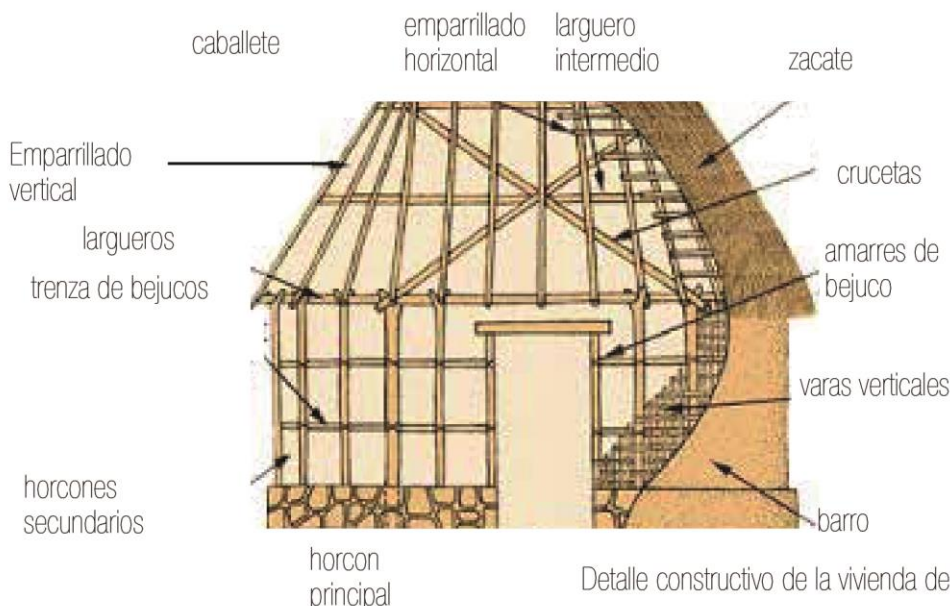 caballete
emparrillado
horizontal
larguero
intermedio
zacate
Emparrillado
vertical
crucetas
largueros
trenza de bejucos
amarres de
bejuco
varas verticales
horcones
secundarios
barro
horcon
principal
Detalle constructivo de la vivienda de